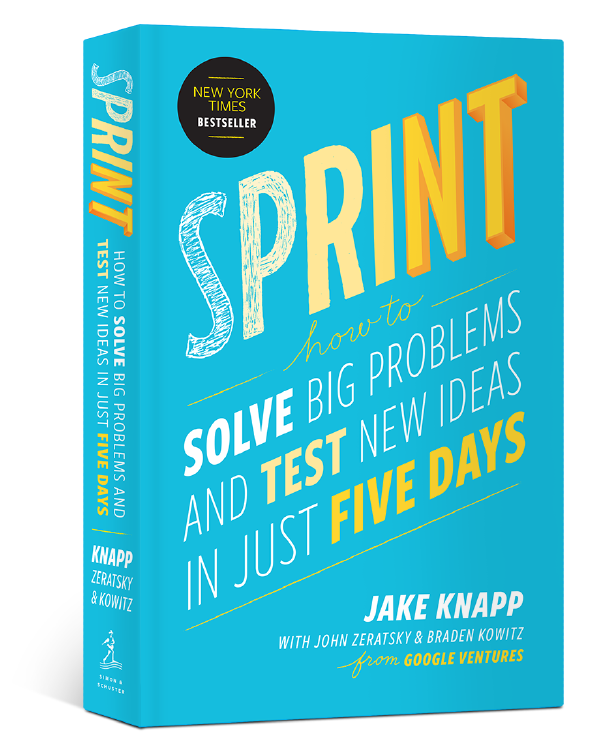 SPRINT
HOW TO SOLVE BIG PROBLEMS AND
TEST NEW IDEAS IN JUST FIVE DAYS
KNAPP
ZERATSKY
& KOWITZ
SIMON &
SCHUSTER
NEW YORK
TIMES
BESTSELLER
SPRINT
how to
SOLVE BIG PROBLEMS
AND TEST NEW IDEAS
IN JUST FIVE DAYS
JAKE KNAPP
WITH JOHN ZERATSKY & BRADEN KOWITZ
from GOOGLE VENTURES